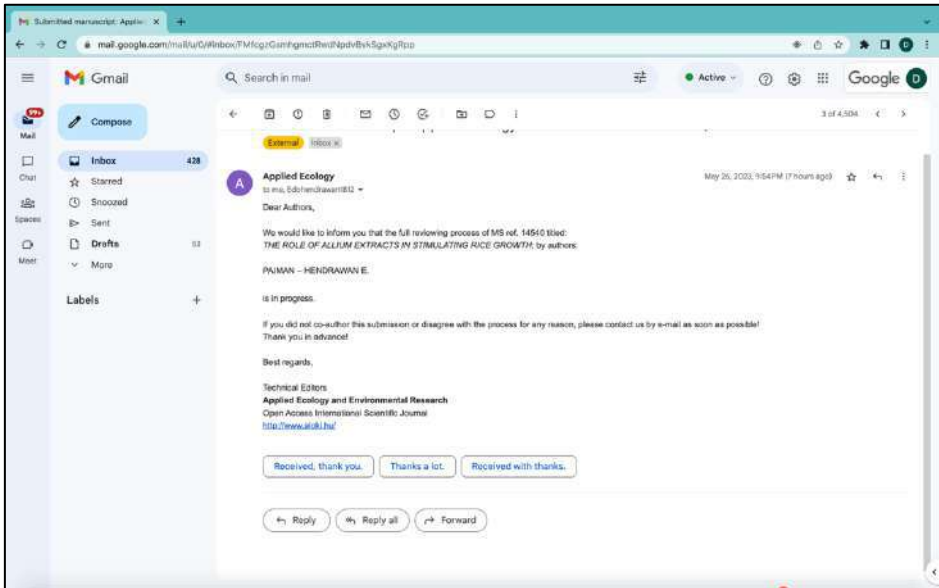 Submitted manuscript: Applie
mail.google.com/mail/u/0/#inbox/
Gmail
Search in mail
Active
Google
D
99+
Mail
Chat
Spaces
Meet
Compose
Inbox 428
Starred
Snoozed
Sent
Drafts
More
Labels
3 of 4,504
External Inbox x
A
Applied Ecology
to me,
May 26, 2023, 9:54 PM (7 hours ago)
Dear Authors,
We would like to inform you that the full reviewing process of MS ref. 14540 titled:
THE ROLE OF ALLIUM EXTRACTS IN STIMULATING RICE GROWTH; by authors:
PAIMAN – HENDRAWAN E.
is in progress.
If you did not co-author this submission or disagree with the process for any reason, please contact us by e-mail as soon as possible!
Thank you in advance!
Best regards,
Technical Editors
Applied Ecology and Environmental Research
Open Access International Scientific Journal
http://www.aloki.hu/
Received, thank you.
Thanks a lot.
Received with thanks.
Reply
Reply all
Forward